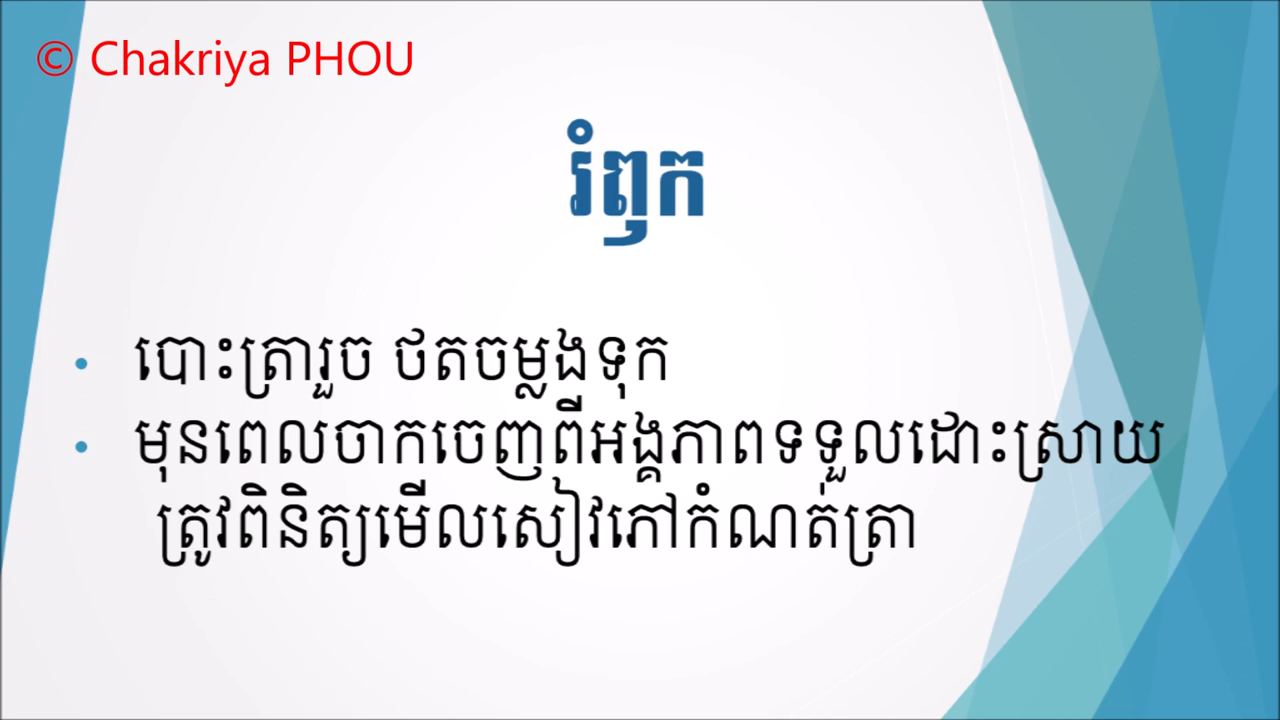 © Chakriya PHOU
រំឭក
• បោះត្រារួច ថតចម្លងទុក
• មុនពេលចាកចេញពីអង្គភាពទទួលដោះស្រាយ
ត្រូវពិនិត្យមើលសៀវភៅកំណត់ត្រា